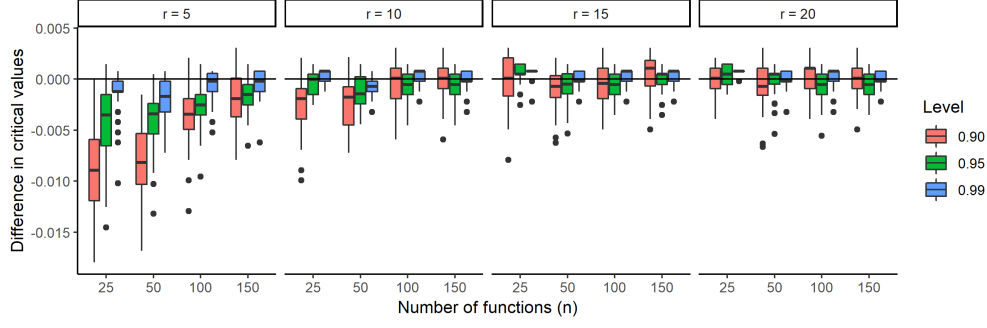 r = 5 r = 10 r = 15 r = 20
0.005
0.000
-0.005
-0.010
-0.015
Difference in critical values
25 50 100 150 25 50 100 150 25 50 100 150 25 50 100 150
Number of functions (n)
Level
0.90
0.95
0.99